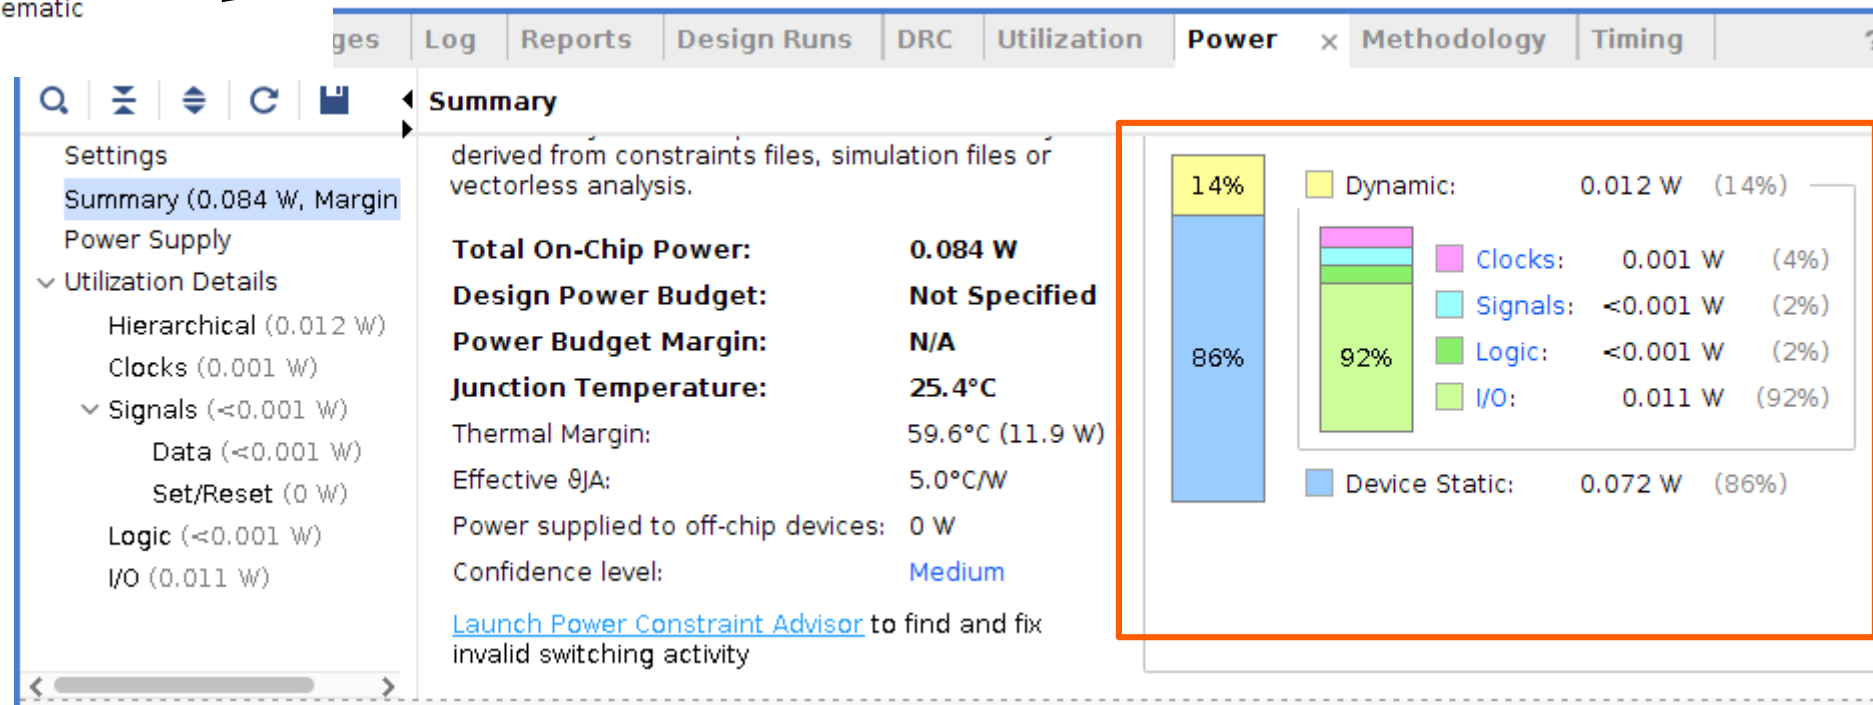 ematic
ges Log Reports Design Runs DRC Utilization Power × Methodology Timing ?
Summary
Settings
Summary (0.084 W, Margin
Power Supply
Utilization Details
Hierarchical (0.012 W)
Clocks (0.001 W)
Signals (<0.001 W)
Data (<0.001 W)
Set/Reset (0 W)
Logic (<0.001 W)
I/O (0.011 W)
derived from constraints files, simulation files or
vectorless analysis.
Total On-Chip Power: 0.084 W
Design Power Budget: Not Specified
Power Budget Margin: N/A
Junction Temperature: 25.4°C
Thermal Margin: 59.6°C (11.9 W)
Effective ϑJA: 5.0°C/W
Power supplied to off-chip devices: 0 W
Confidence level: Medium
Launch Power Constraint Advisor to find and fix
invalid switching activity
14%
86%
Dynamic: 0.012 W (14%)
92%
Clocks: 0.001 W (4%)
Signals: <0.001 W (2%)
Logic: <0.001 W (2%)
I/O: 0.011 W (92%)
Device Static: 0.072 W (86%)